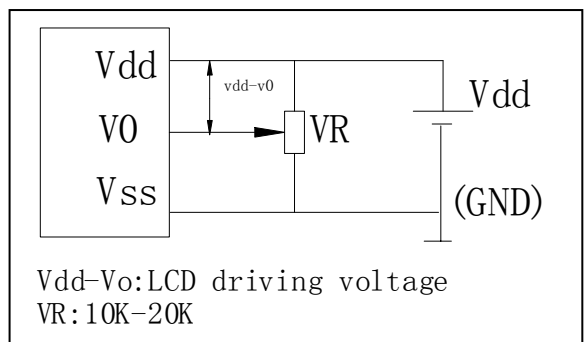 Vdd
vdd-v0
Vdd
V0
VR
Vss
(GND)
Vdd-Vo:LCD driving voltage
VR:10K-20K